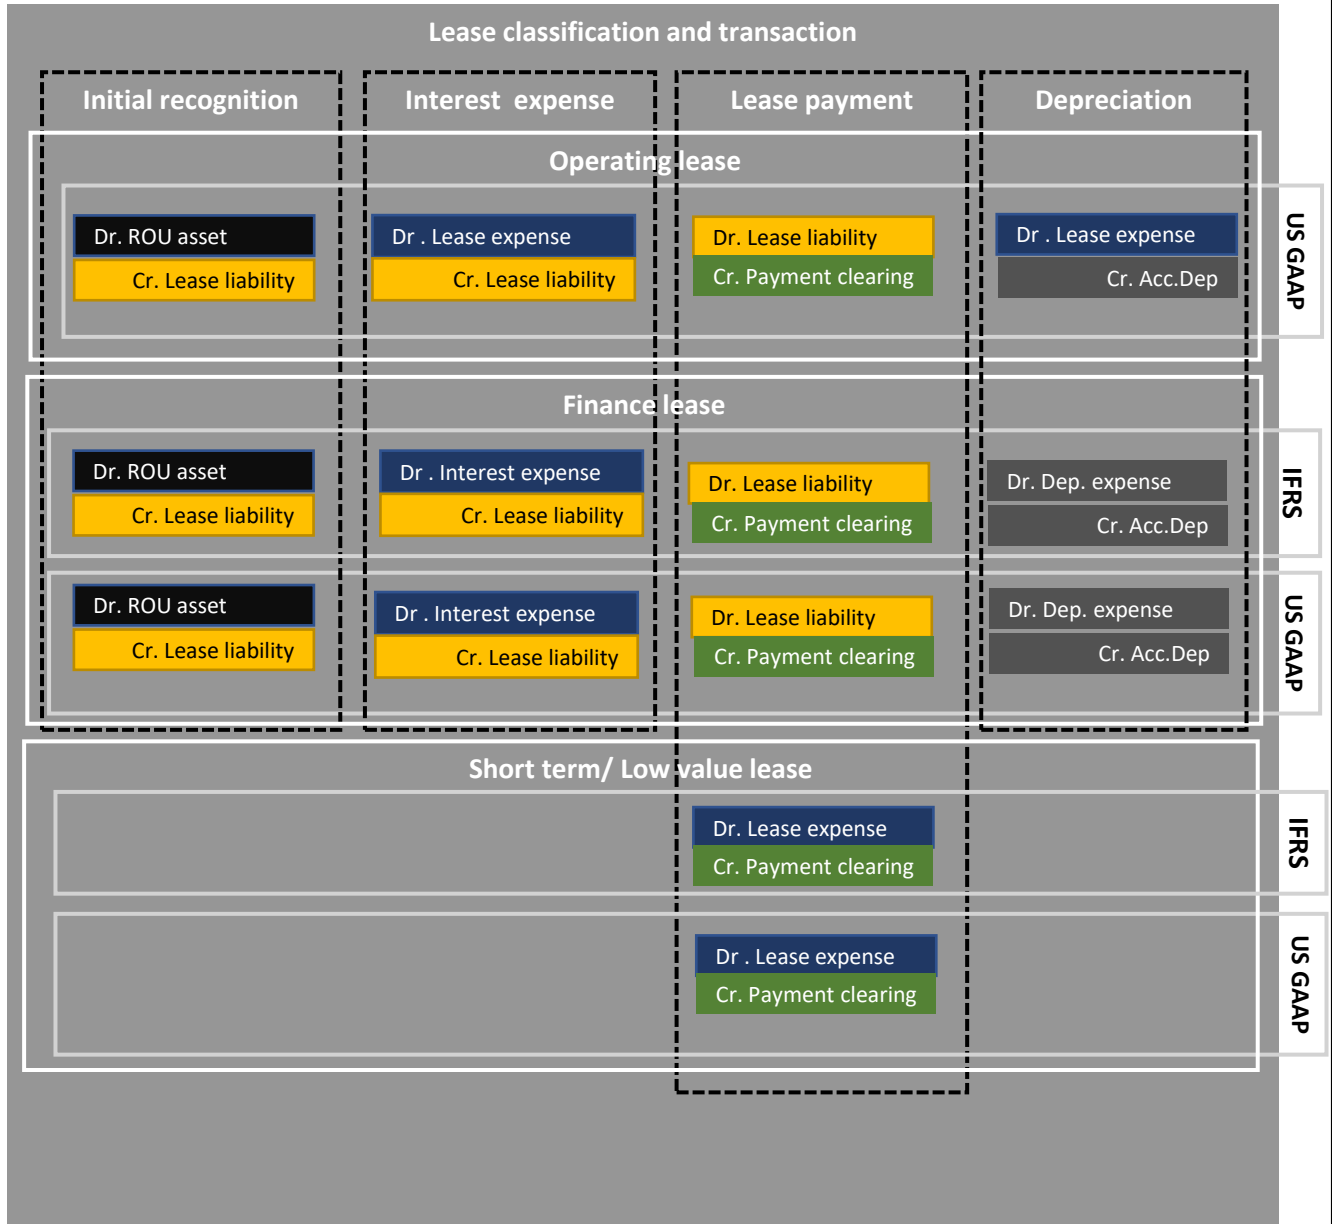 Lease classification and transaction
Initial recognition
Interest expense
Lease payment
Depreciation
Operating lease
Dr. ROU asset
Cr. Lease liability
Dr . Lease expense
Cr. Lease liability
Dr. Lease liability
Cr. Payment clearing
Dr . Lease expense
Cr. Acc.Dep
US GAAP
Finance lease
Dr. ROU asset
Cr. Lease liability
Dr . Interest expense
Cr. Lease liability
Dr. Lease liability
Cr. Payment clearing
Dr. Dep. expense
Cr. Acc.Dep
IFRS
Dr. ROU asset
Cr. Lease liability
Dr . Interest expense
Cr. Lease liability
Dr. Lease liability
Cr. Payment clearing
Dr. Dep. expense
Cr. Acc.Dep
US GAAP
Short term/ Low value lease
Dr. Lease expense
Cr. Payment clearing
IFRS
Dr . Lease expense
Cr. Payment clearing
US GAAP